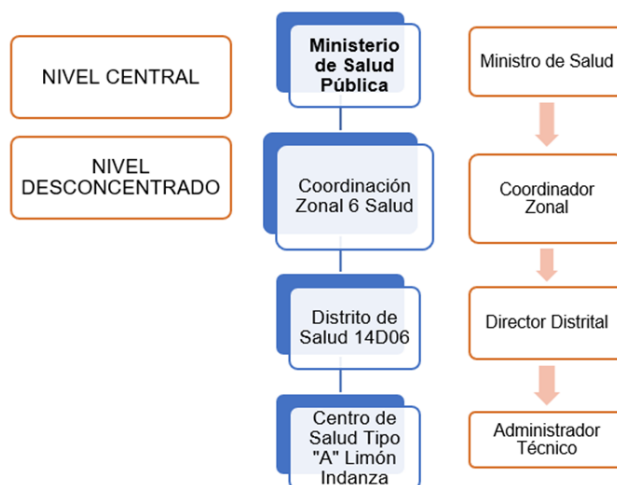 NIVEL CENTRAL
NIVEL
DESCONCENTRADO
Ministerio
de Salud
Pública
Coordinación
Zonal 6 Salud
Distrito de
Salud 14D06
Centro de
Salud Tipo
"A" Limón
Indanza
Ministro de Salud
Coordinador
Zonal
Director Distrital
Administrador
Técnico